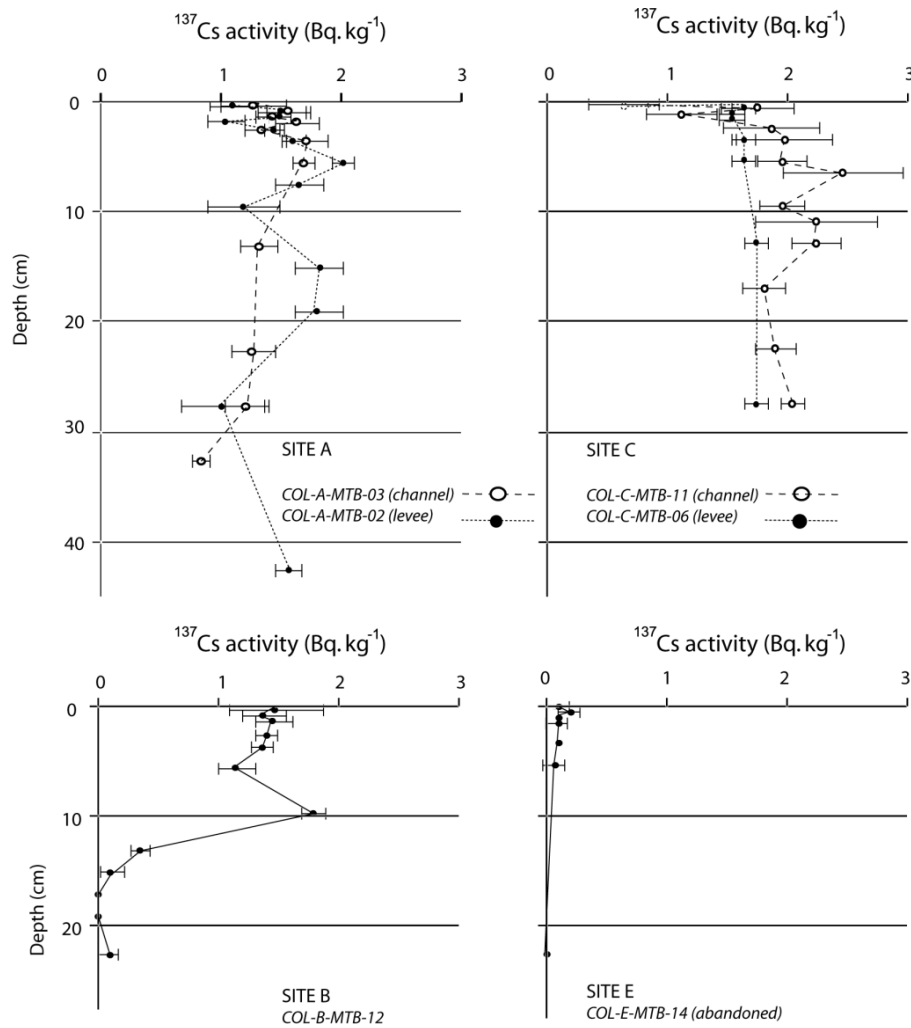 ¹³⁷Cs activity (Bq. kg⁻¹)
0 1 2 3
0
10
20
30
40
Depth (cm)
SITE A
COL-A-MTB-03 (channel)
COL-A-MTB-02 (levee)
¹³⁷Cs activity (Bq. kg⁻¹)
0 1 2 3
SITE C
COL-C-MTB-11 (channel)
COL-C-MTB-06 (levee)
¹³⁷Cs activity (Bq. kg⁻¹)
0 1 2 3
0
10
20
Depth (cm)
SITE B
COL-B-MTB-12
¹³⁷Cs activity (Bq. kg⁻¹)
0 1 2 3
SITE E
COL-E-MTB-14 (abandoned)